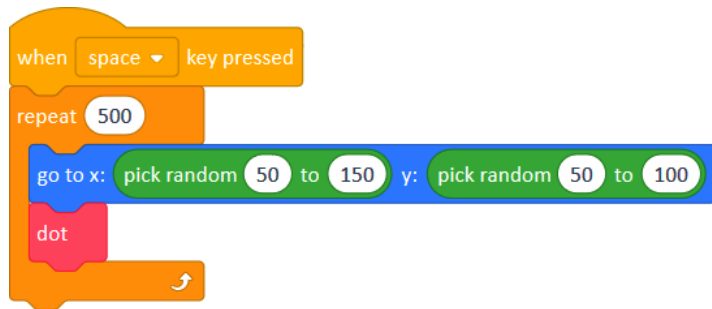 when space key pressed
repeat 500
go to x: pick random 50 to 150 y: pick random 50 to 100
dot